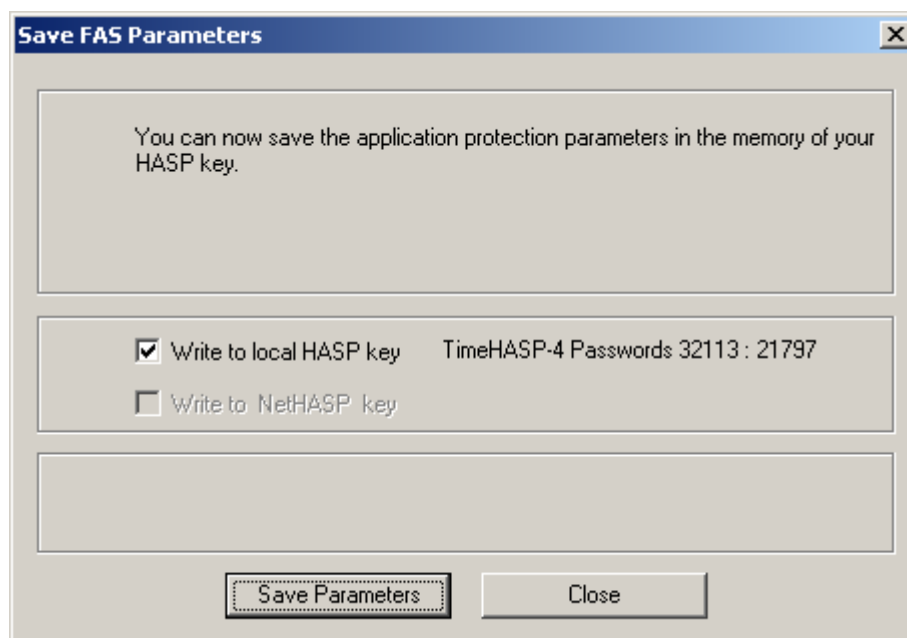 Save FAS Parameters
You can now save the application protection parameters in the memory of your
HASP key.
Write to local HASP key TimeHASP-4 Passwords 32113 : 21797
Write to NetHASP key
Save Parameters Close